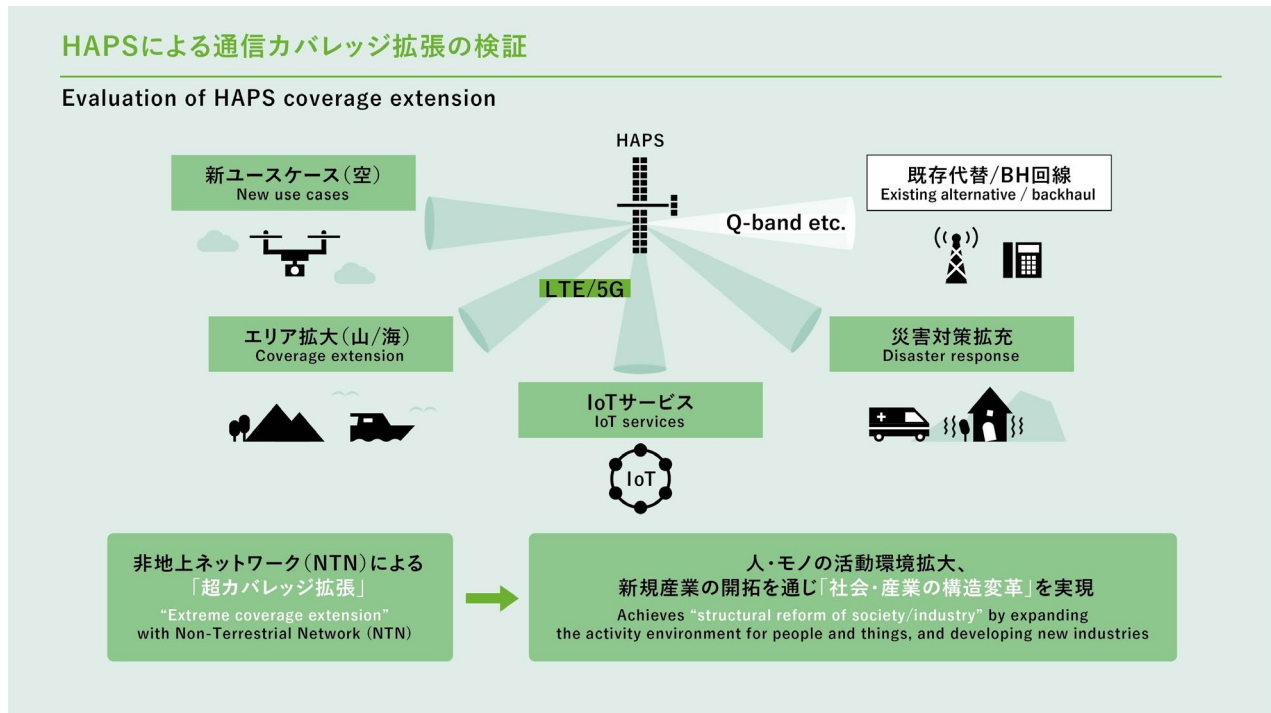 HAPSによる通信カバレッジ拡張の検証
Evaluation of HAPS coverage extension
HAPS
新ユースケース(空)
New use cases
既存代替/BH回線
Existing alternative / backhaul
Q-band etc.
LTE/5G
エリア拡大(山/海)
Coverage extension
災害対策拡充
Disaster response
IoTサービス
IoT services
IoT
非地上ネットワーク(NTN)による
「超カバレッジ拡張」
“Extreme coverage extension”
with Non-Terrestrial Network (NTN)
人・モノの活動環境拡大、
新規産業の開拓を通じ「社会・産業の構造変革」を実現
Achieves “structural reform of society/industry” by expanding
the activity environment for people and things, and developing new industries